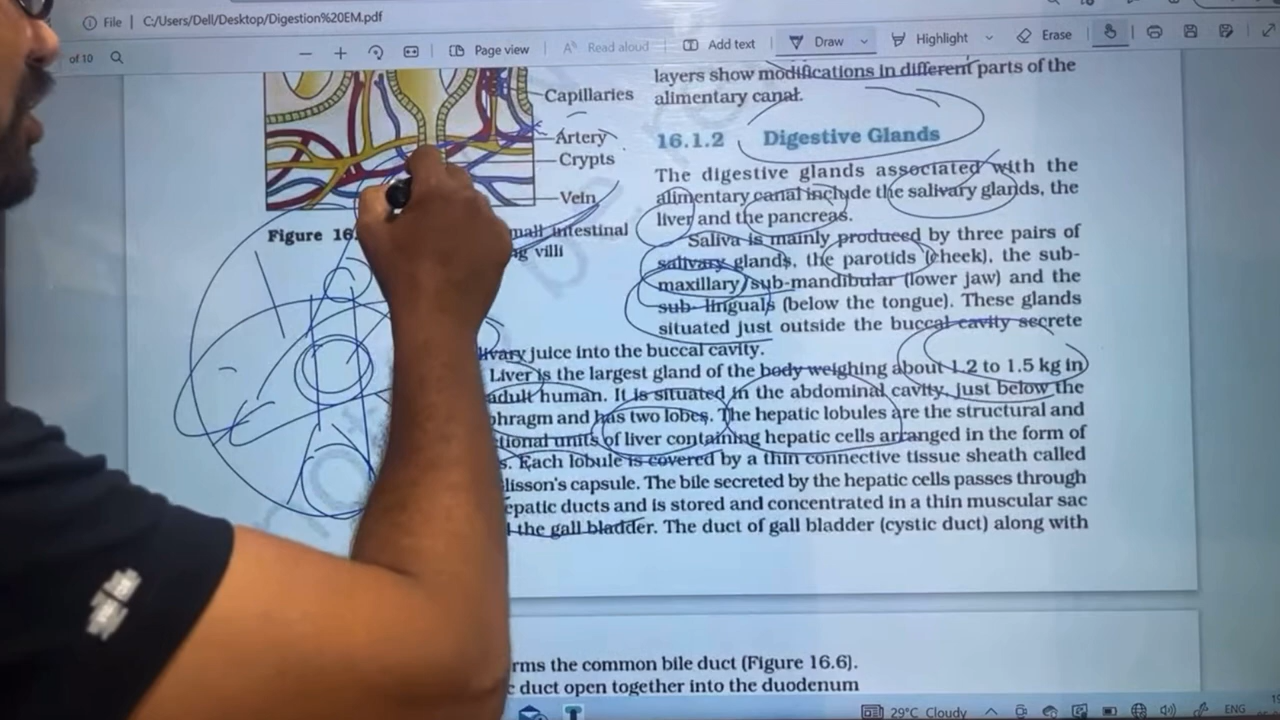 File | C:/Users/Dell/Desktop/Digestion%20EM.pdf
of 10
Page view
Read aloud
Add text
Draw
Highlight
Erase
Capillaries
Artery
Crypts
Vein
Figure 16
mall intestinal
villi
layers show modifications in different parts of the
alimentary canal.
16.1.2 Digestive Glands
The digestive glands associated with the
alimentary canal include the salivary glands, the
liver and the pancreas.
Saliva is mainly produced by three pairs of
salivary glands, the parotids (cheek), the sub-
maxillary/sub-mandibular (lower jaw) and the
sub- linguals (below the tongue). These glands
situated just outside the buccal cavity secrete
livary juice into the buccal cavity.
Liver is the largest gland of the body weighing about 1.2 to 1.5 kg in
adult human. It is situated in the abdominal cavity, just below the
phragm and has two lobes. The hepatic lobules are the structural and
tional units of liver containing hepatic cells arranged in the form of
s. Each lobule is covered by a thin connective tissue sheath called
lisson's capsule. The bile secreted by the hepatic cells passes through
epatic ducts and is stored and concentrated in a thin muscular sac
the gall bladder. The duct of gall bladder (cystic duct) along with
rms the common bile duct (Figure 16.6).
c duct open together into the duodenum
29°C Cloudy
ENG